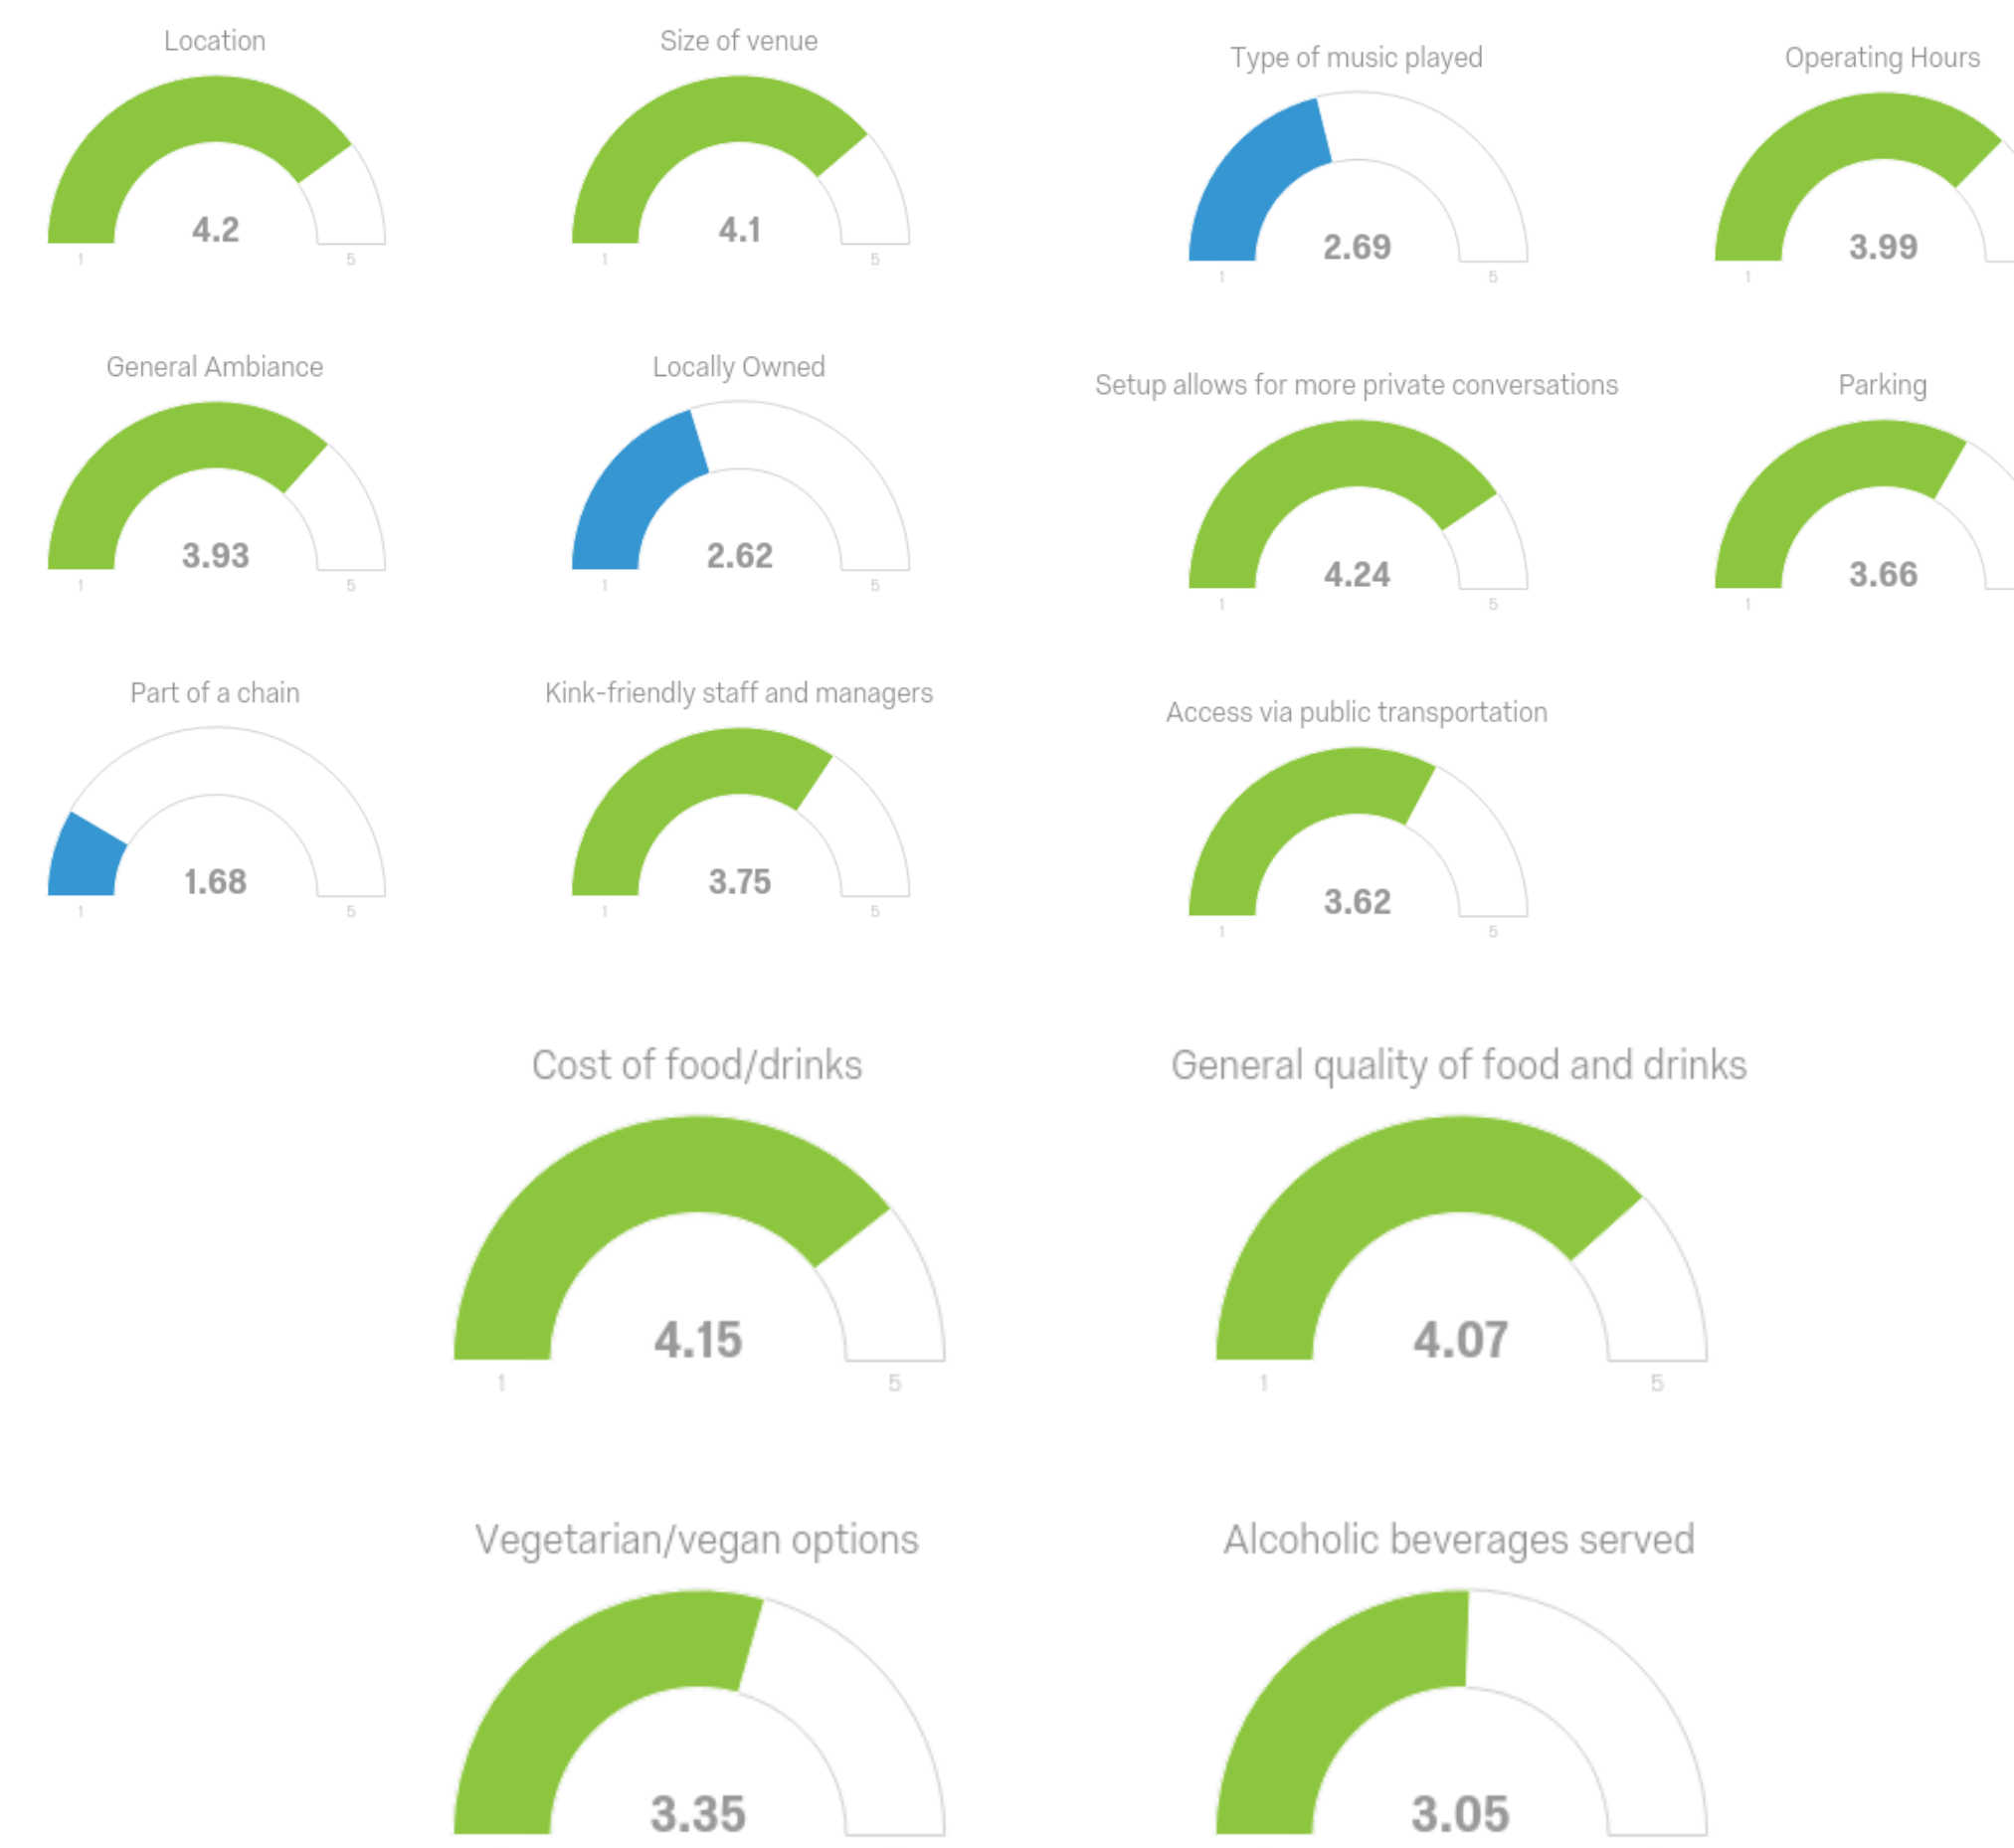 Location
Size of venue
Type of music played
Operating Hours
4.2
4.1
2.69
3.99
1
5
1
5
1
5
1
General Ambiance
Locally Owned
Setup allows for more private conversations
Parking
3.93
2.62
4.24
3.66
1
5
1
5
1
5
1
Part of a chain
Kink-friendly staff and managers
Access via public transportation
1.68
3.75
3.62
1
5
1
5
1
5
Cost of food/drinks
General quality of food and drinks
4.15
4.07
1
5
1
5
Vegetarian/vegan options
Alcoholic beverages served
3.35
3.05